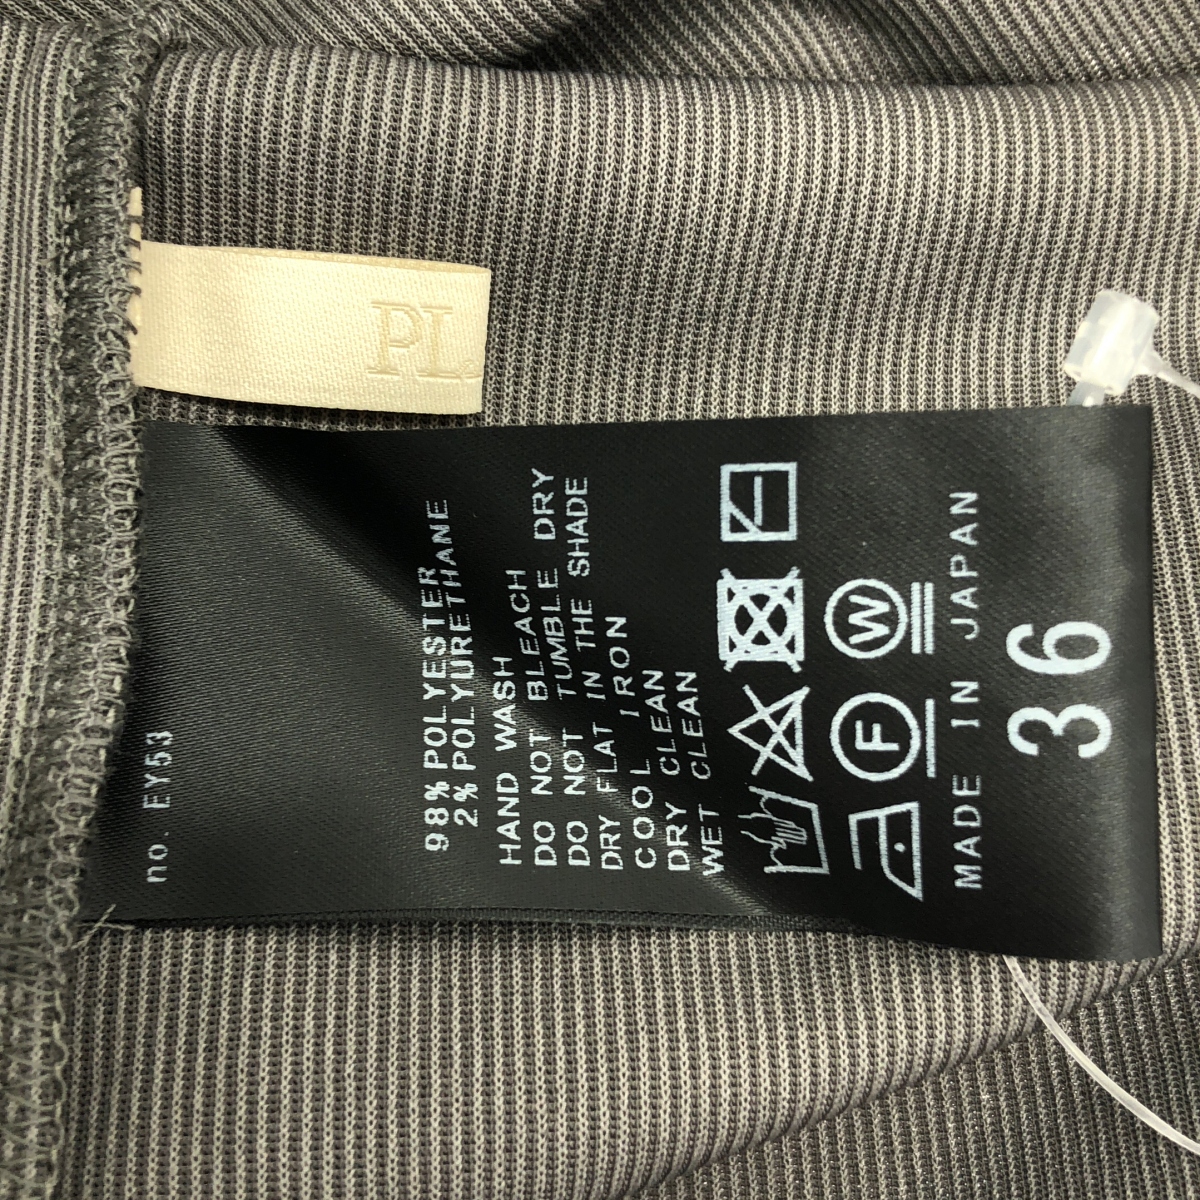 PL
no. EY53
98% POLYESTER
2% POLYURETHANE
HAND WASH
DO NOT BLEACH
DO NOT TUMBLE DRY
DRY FLAT IN THE SHADE
COOL IRON
DRY CLEAN
WET CLEAN
F W
MADE IN JAPAN
36